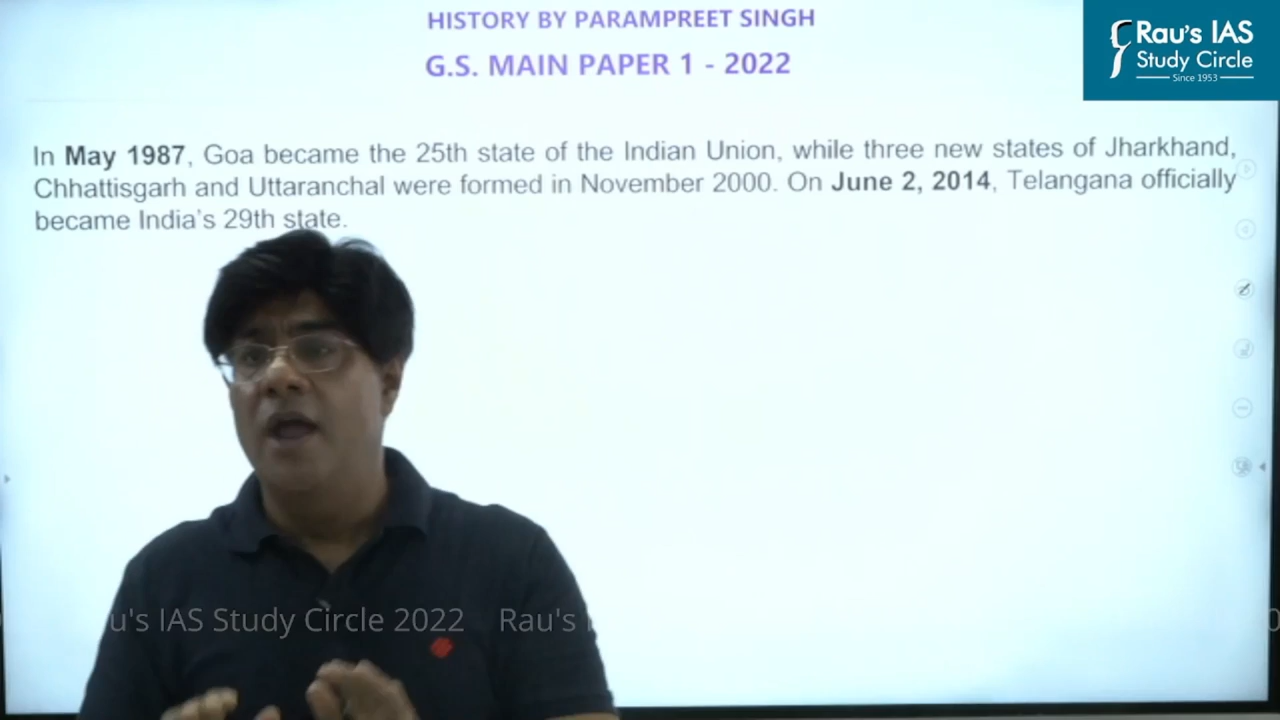 HISTORY BY PARAMPREET SINGH
G.S. MAIN PAPER 1 - 2022
Rau's IAS
Study Circle
Since 1953
In May 1987, Goa became the 25th state of the Indian Union, while three new states of Jharkhand,
Chhattisgarh and Uttaranchal were formed in November 2000. On June 2, 2014, Telangana officially
became India's 29th state.
u's IAS Study Circle 2022 Rau's